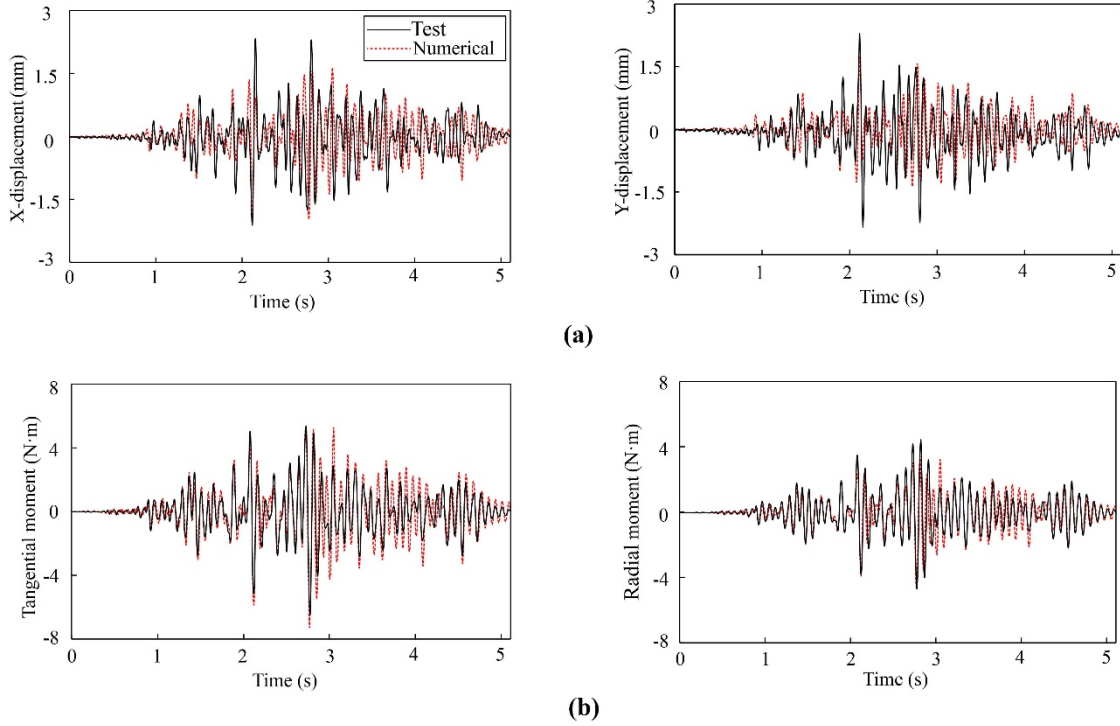 3
1.5
0
-1.5
-3
X-displacement (mm)
Test
Numerical
0 1 2 3 4 5
Time (s)
3
1.5
0
-1.5
-3
Y-displacement (mm)
0 1 2 3 4 5
Timc (s)
(a)
8
4
0
-4
-8
Tangential moment (N·m)
0 1 2 3 4 5
Time (s)
8
4
0
-4
-8
Radial moment (N·m)
0 1 2 3 4 5
Timc (s)
(b)